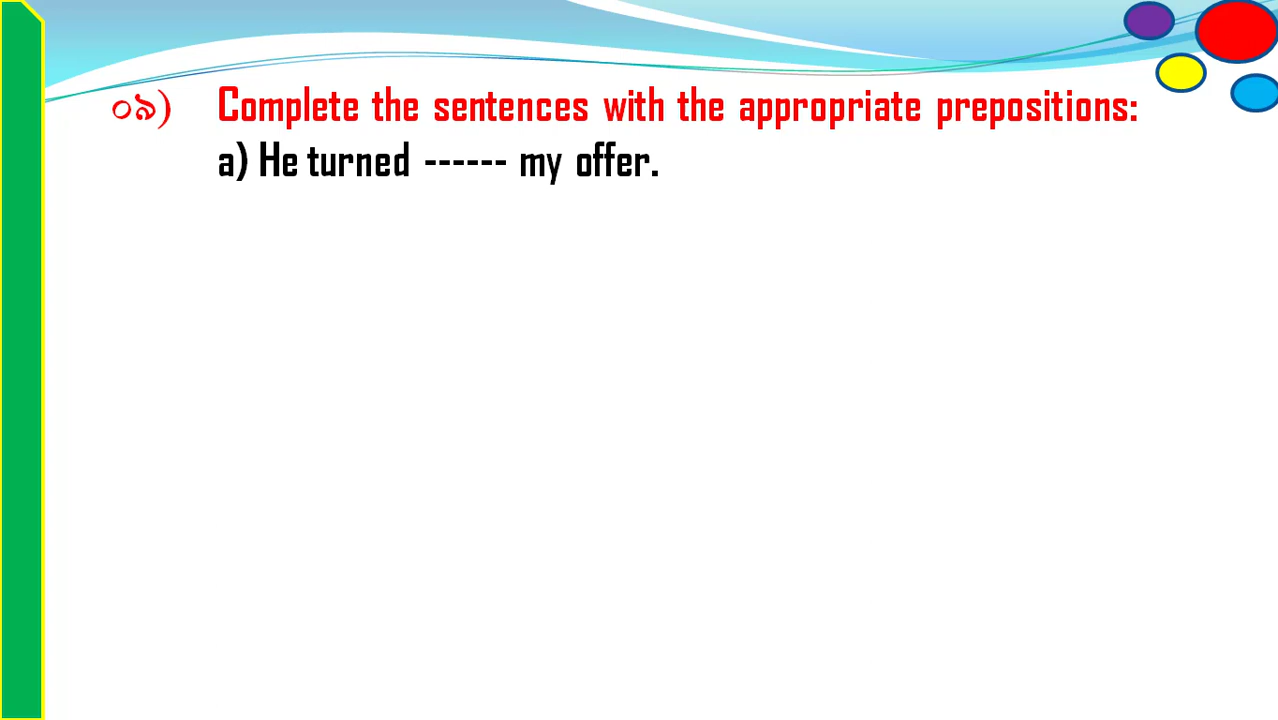 ০৯) Complete the sentences with the appropriate prepositions:
a) He turned ------ my offer.